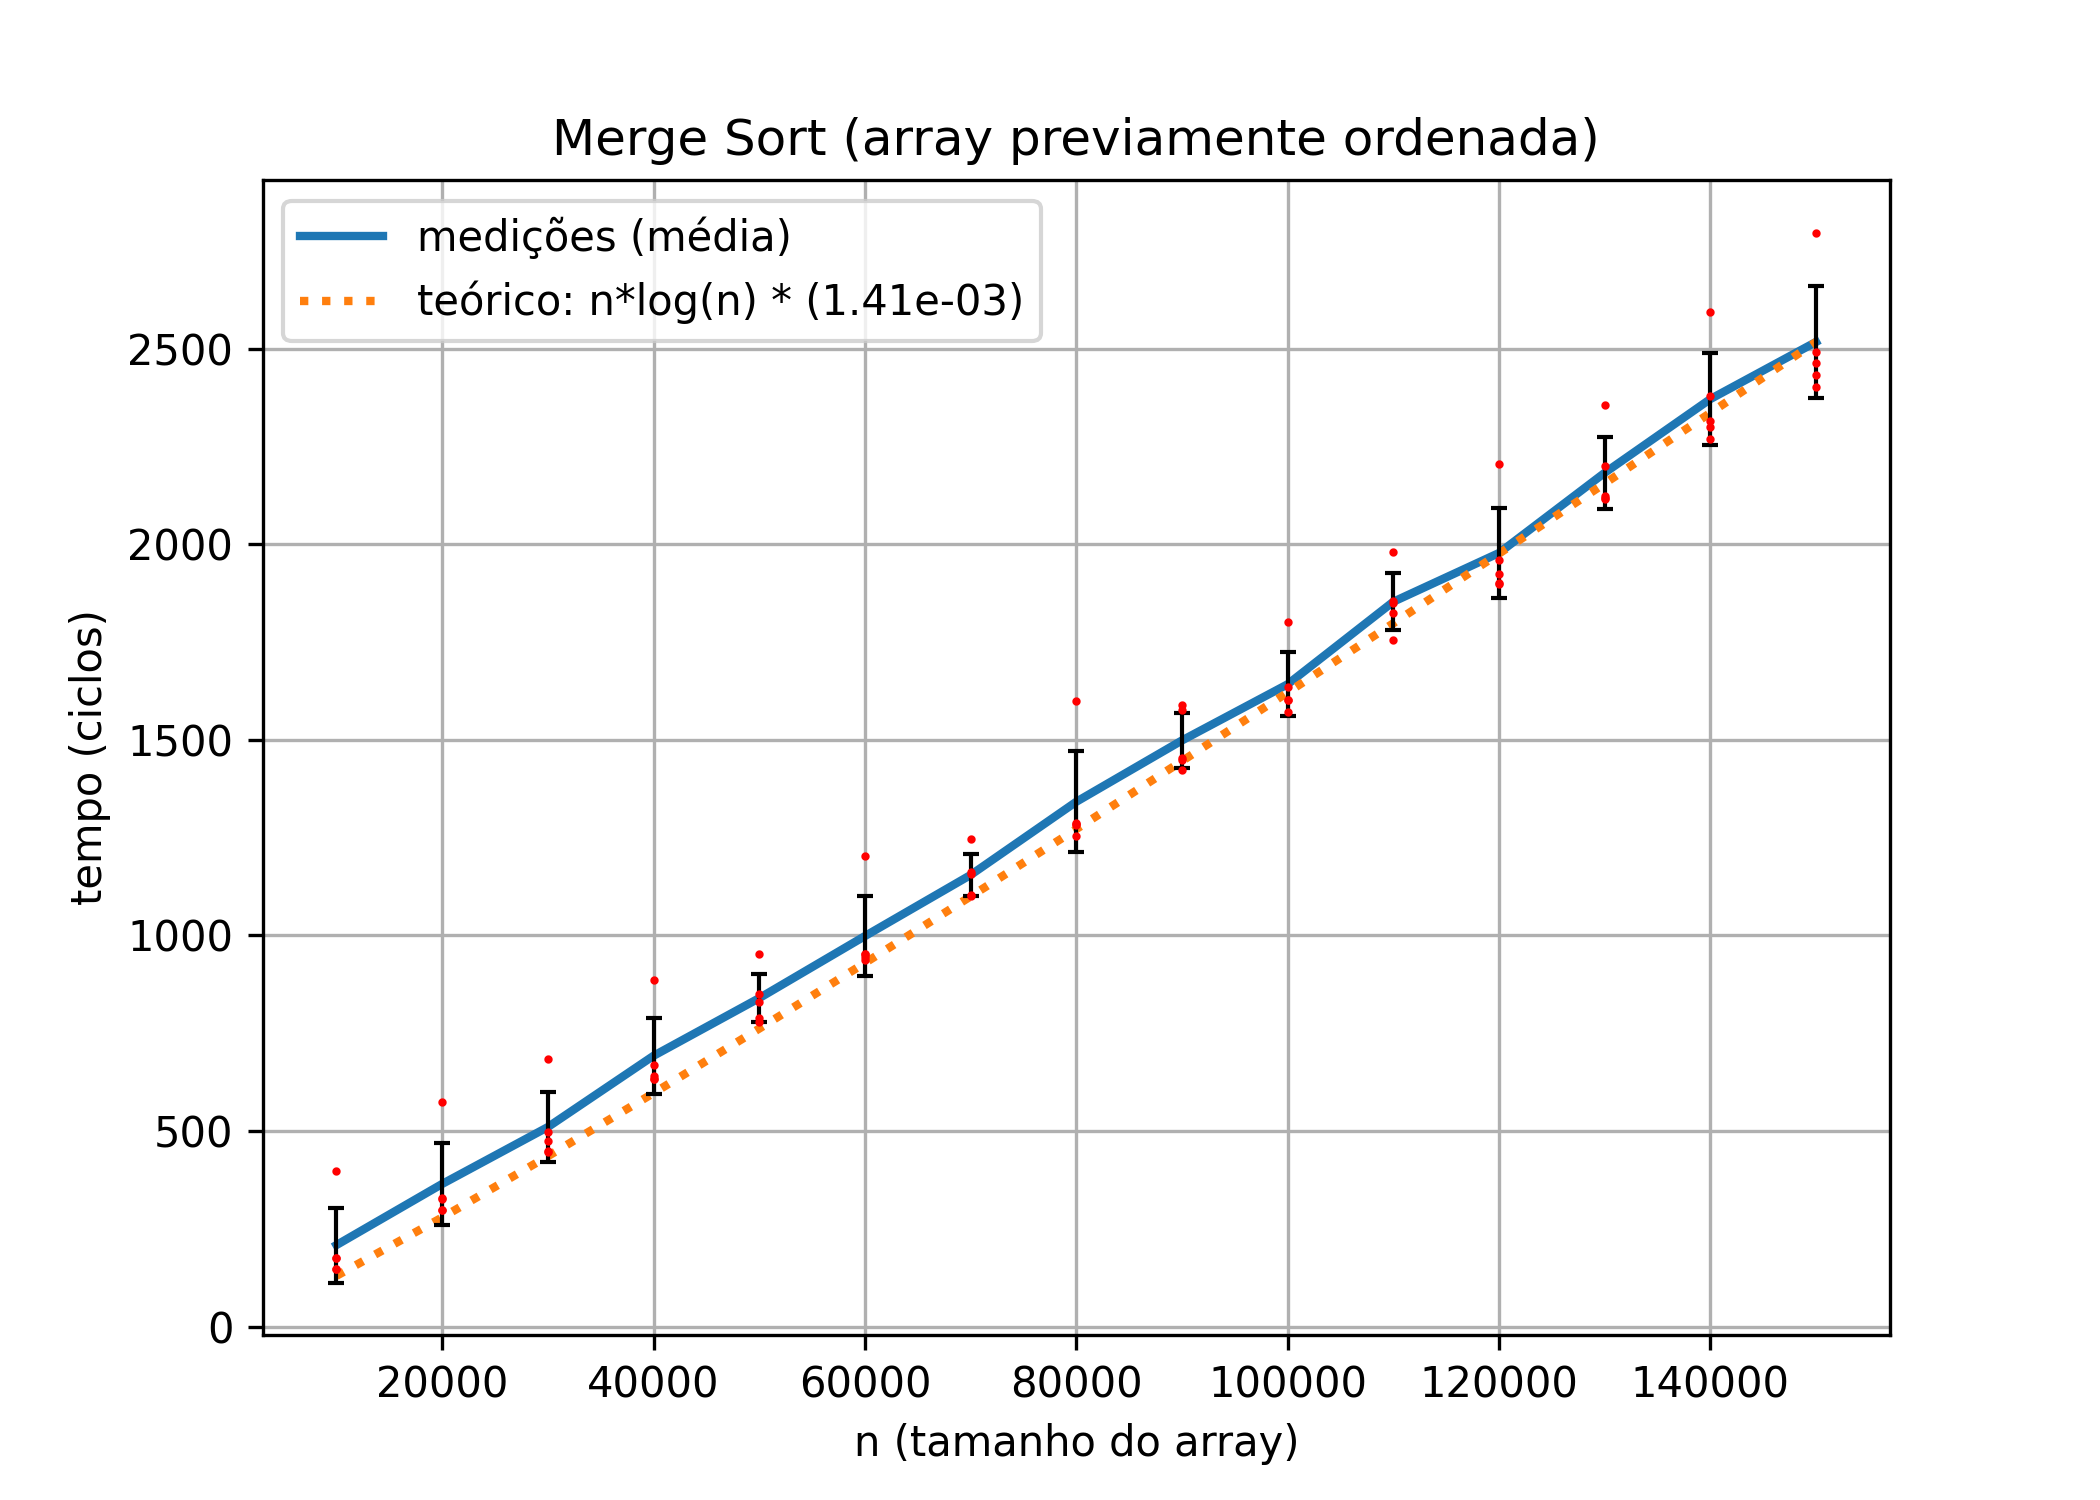 Merge Sort (array previamente ordenada)
medições (média)
teórico: n*log(n) * (1.41e-03)
2500
2000
1500
1000
500
0
tempo (ciclos)
20000 40000 60000 80000 100000 120000 140000
n (tamanho do array)